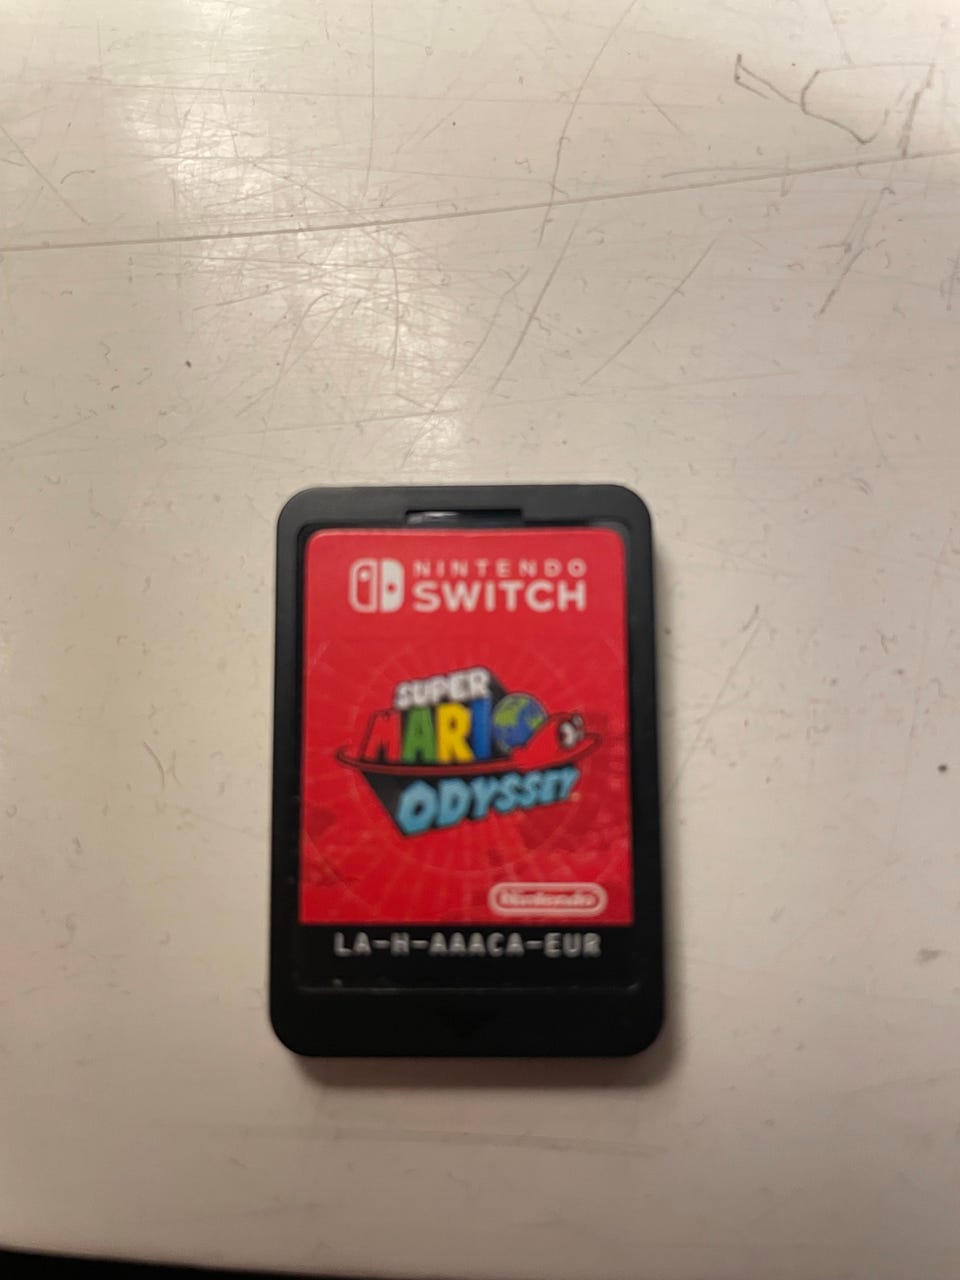 NINTENDO
SWITCH
SUPER
MARIO
ODYSSEY
Nintendo
LA-H-AAACA-EUR